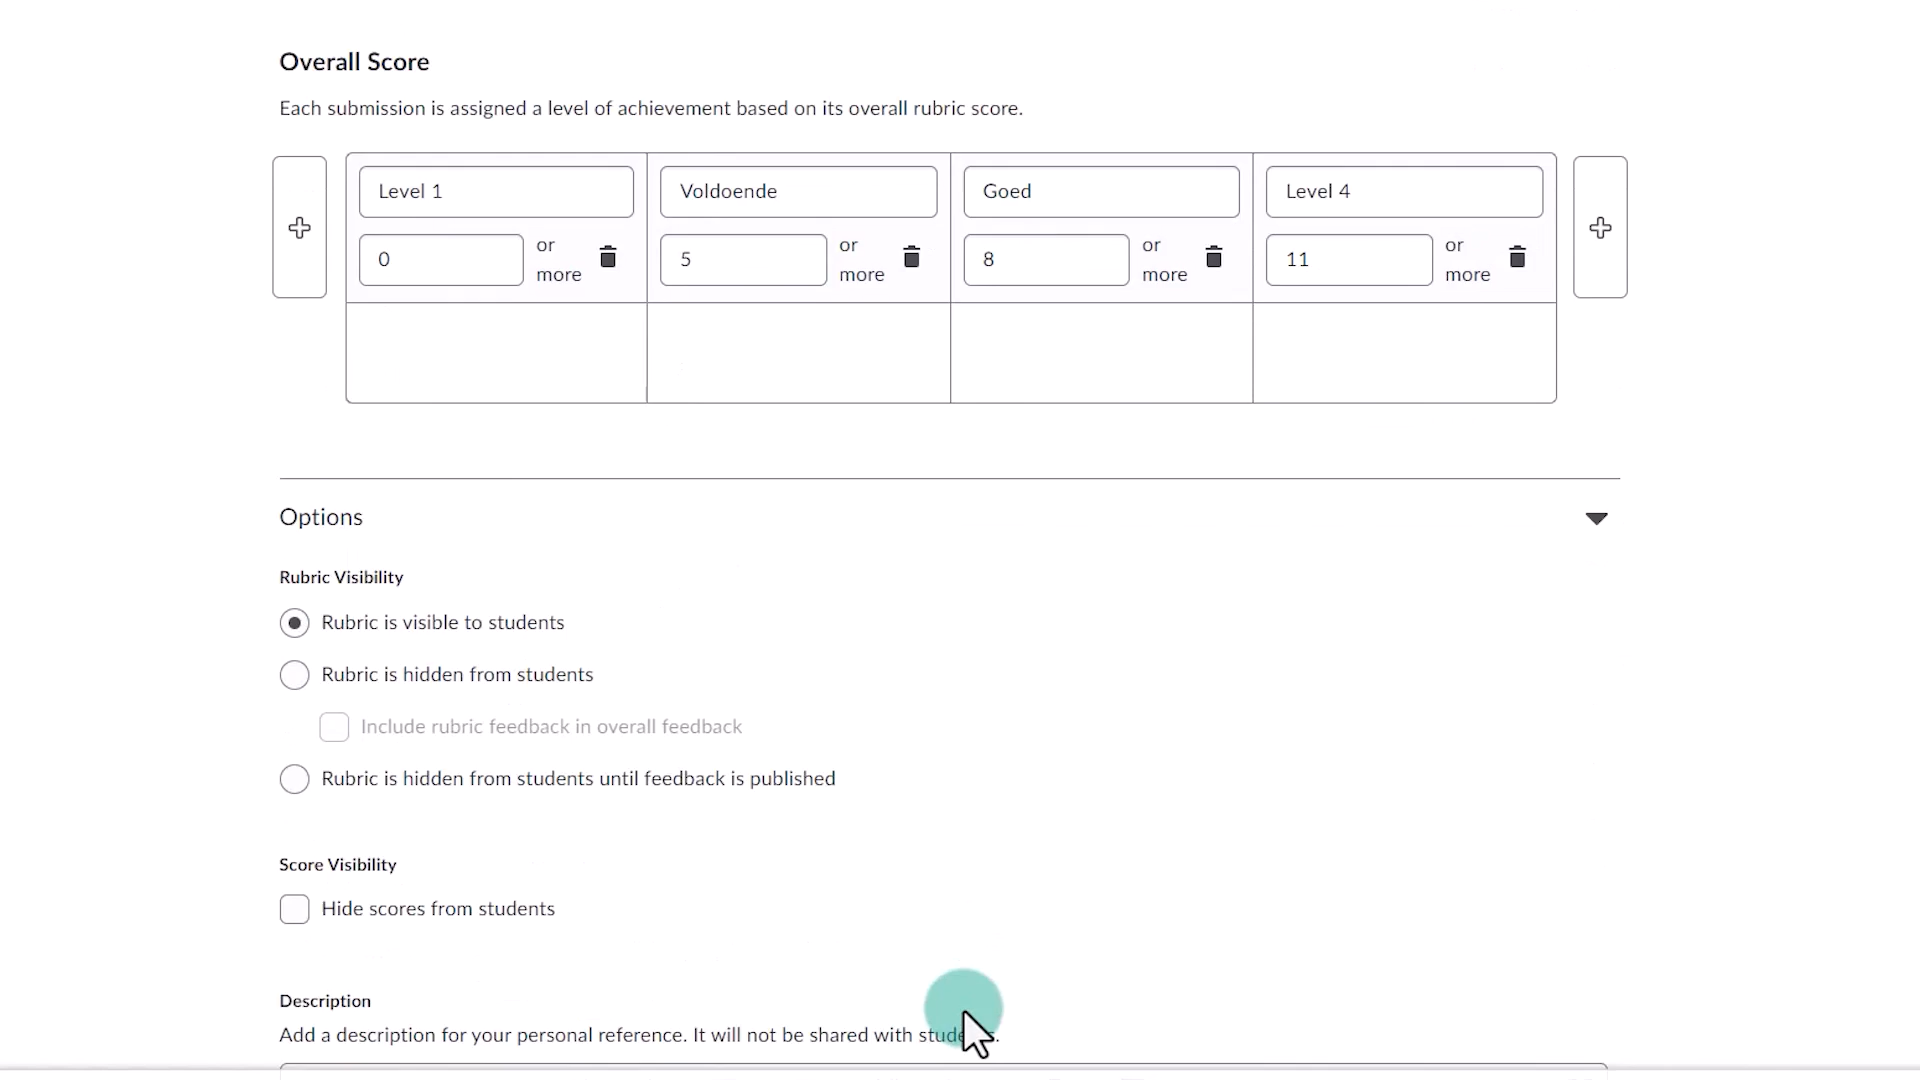 Overall Score
Each submission is assigned a level of achievement based on its overall rubric score.
Level 1 Voldoende Goed Level 4
0 or more 5 or more 8 or more 11 or more
Options
Rubric Visibility
Rubric is visible to students
Rubric is hidden from students
Include rubric feedback in overall feedback
Rubric is hidden from students until feedback is published
Score Visibility
Hide scores from students
Description
Add a description for your personal reference. It will not be shared with students.